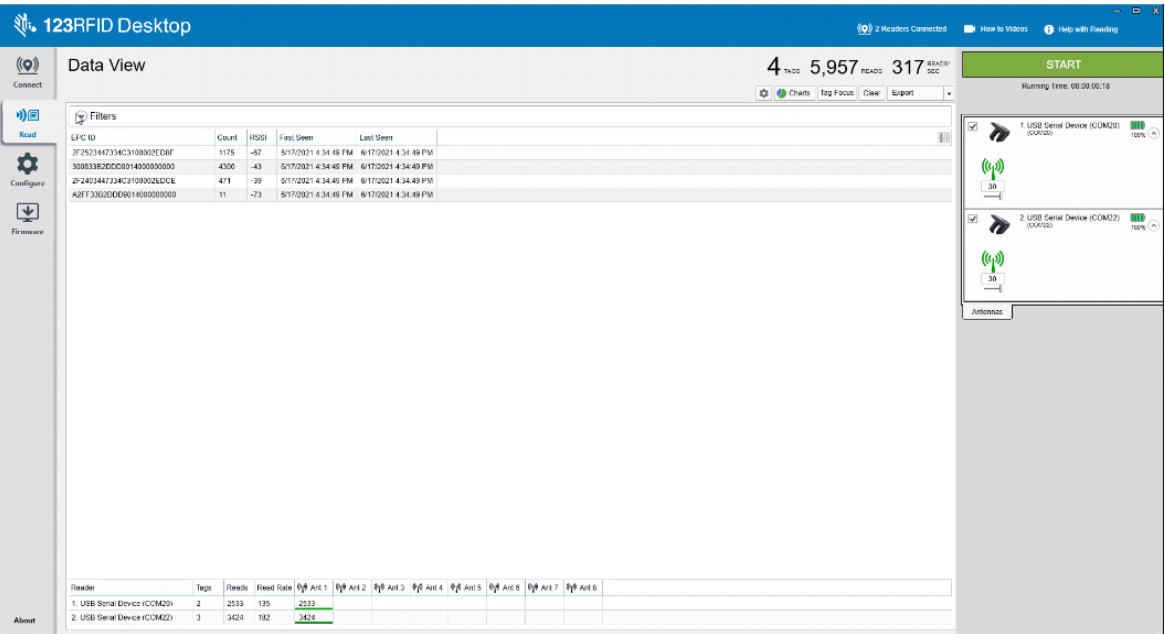 123RFID Desktop
2 Readers Connected
How to Videos
Help with Reading
Connect
Read
Configure
Firmware
About
Data View
4 TAGS 5,957 READS 317 READS/ SEC
Charts Tag Focus Clear Export
Filters
EPC ID Count RSSI First Seen Last Seen
1175 -67 6/17/2021 4:34:49 PM 6/17/2021 4:34:49 PM
300833B2DDD9014000000000 4300 -43 6/17/2021 4:34:49 PM 6/17/2021 4:34:49 PM
471 -39 6/17/2021 4:34:49 PM 6/17/2021 4:34:49 PM
11 -73 6/17/2021 4:34:49 PM 6/17/2021 4:34:49 PM
Reader Tags Reads Read Rate Ant 1 Ant 2 Ant 3 Ant 4 Ant 5 Ant 6 Ant 7 Ant 8
1. USB Serial Device (COM20) 2 2533 135 2533
2. USB Serial Device (COM22) 3 3424 182 3424
START
Running Time: 00:00:00:18
1. USB Serial Device (COM20)
(COM20)
100%
30
2. USB Serial Device (COM22)
(COM22)
100%
30
Antennas